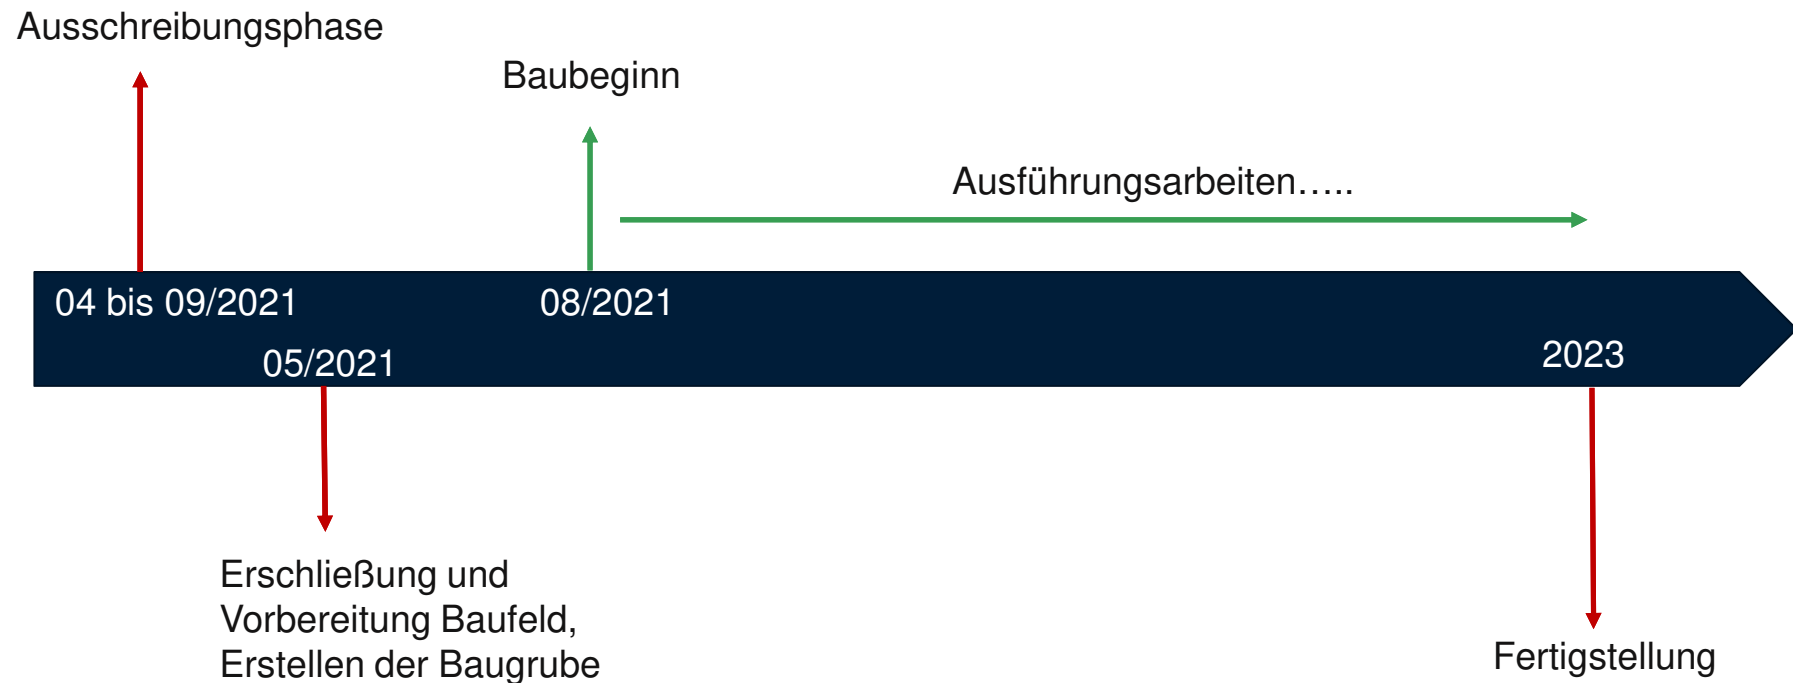 Ausschreibungsphase
Baubeginn
Ausführungsarbeiten.....
04 bis 09/2021
08/2021
05/2021
2023
Erschließung und
Vorbereitung Baufeld,
Erstellen der Baugrube
Fertigstellung